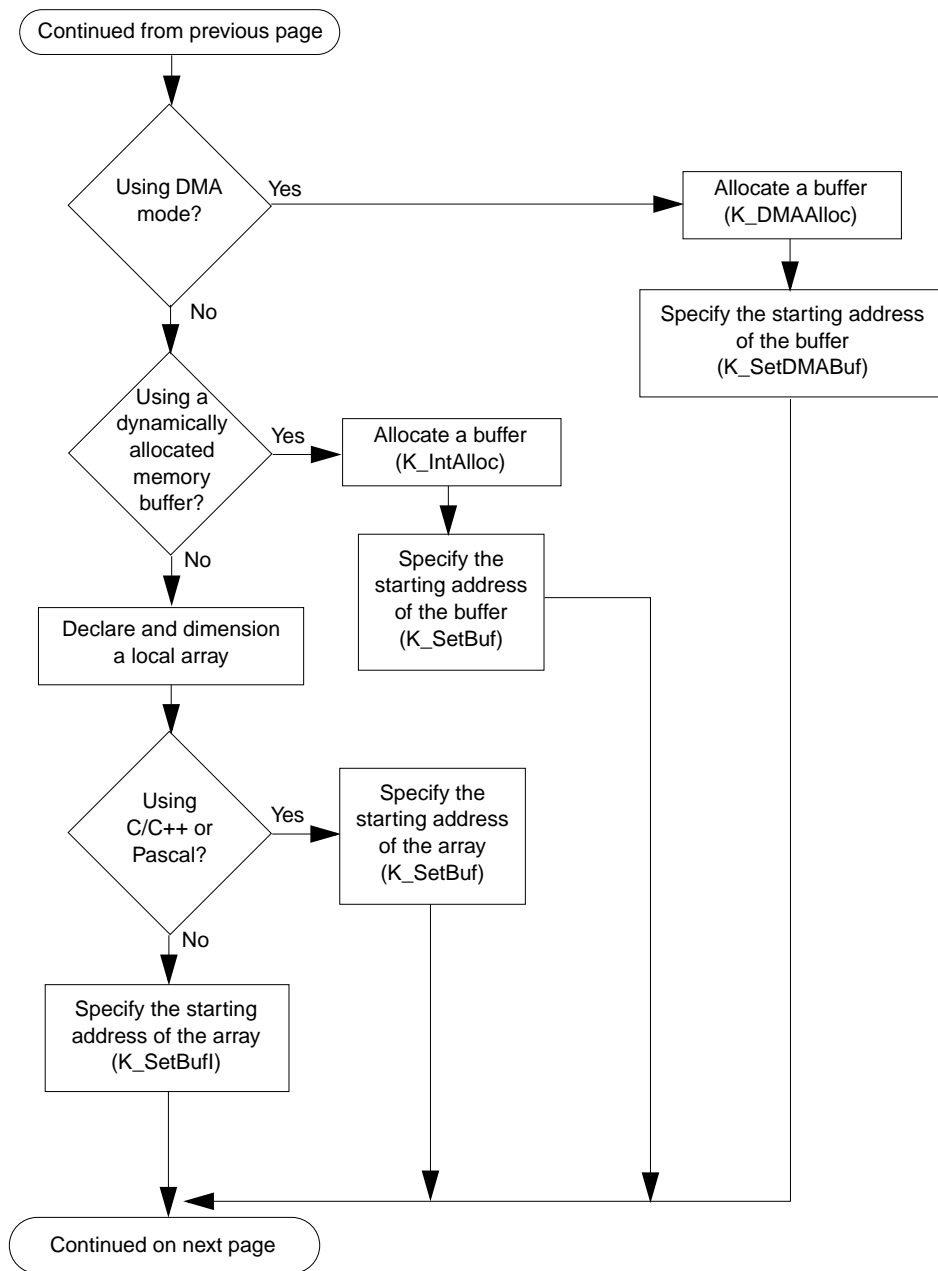 Continued from previous page
Using DMA
mode?
Yes
Allocate a buffer
(K_DMAAlloc)
Specify the starting address
of the buffer
(K_SetDMABuf)
No
Using a
dynamically
allocated
memory
buffer?
Yes
Allocate a buffer
(K_IntAlloc)
Specify the
starting address
of the buffer
(K_SetBuf)
No
Declare and dimension
a local array
Using
C/C++ or
Pascal?
Yes
Specify the
starting address
of the array
(K_SetBuf)
No
Specify the starting
address of the array
(K_SetBufI)
Continued on next page